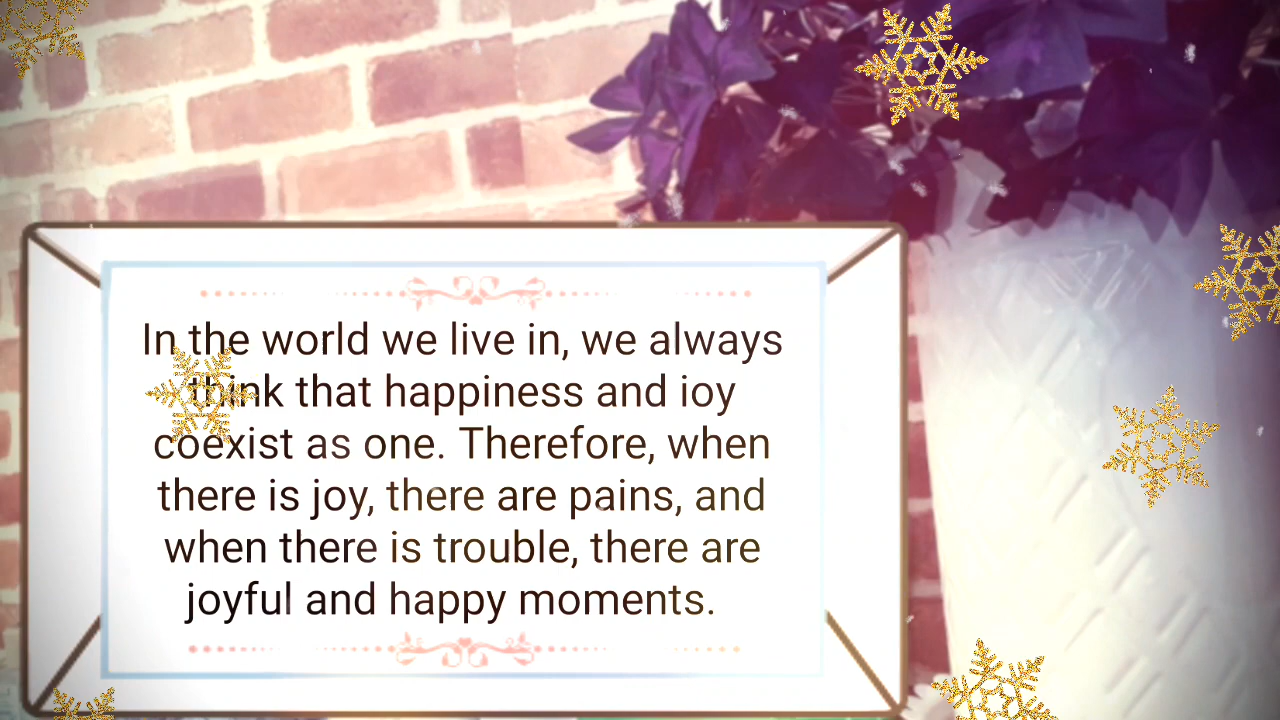 In the world we live in, we always
think that happiness and ioy
coexist as one. Therefore, when
there is joy, there are pains, and
when there is trouble, there are
joyful and happy moments.